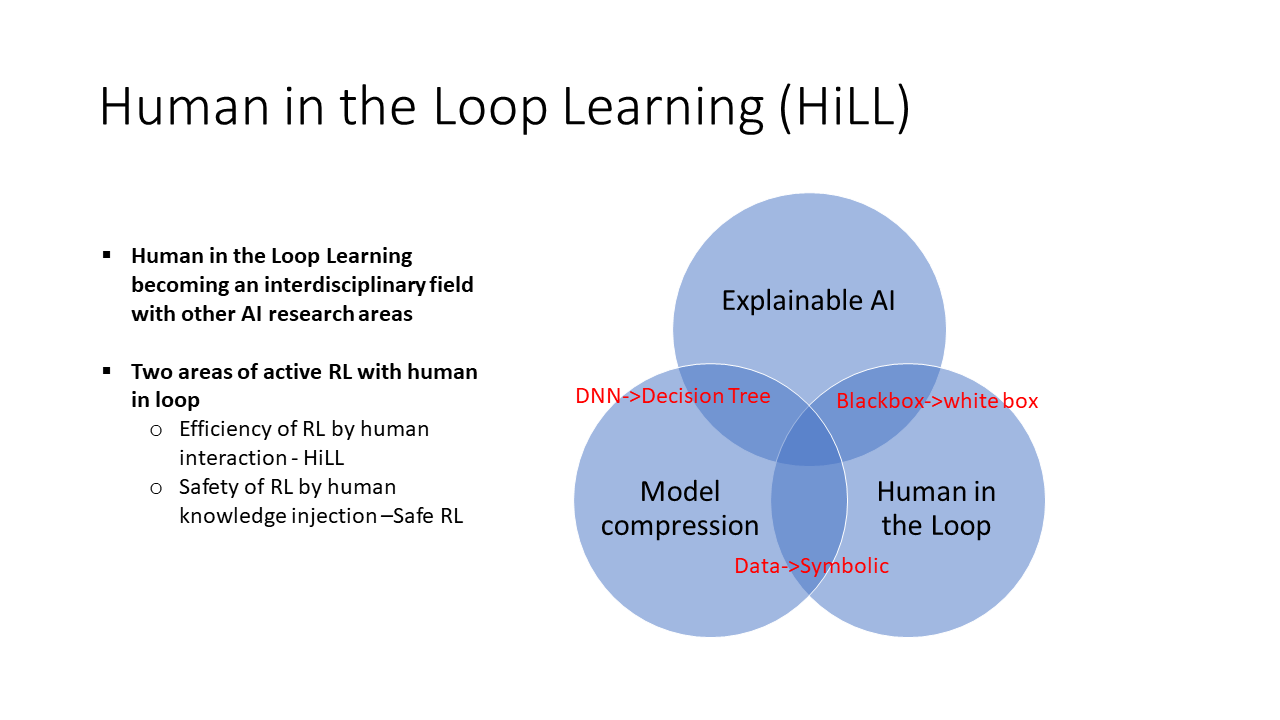 Human in the Loop Learning (HiLL)
▪ Human in the Loop Learning
becoming an interdisciplinary field
with other AI research areas
▪ Two areas of active RL with human
in loop
o Efficiency of RL by human
interaction - HiLL
o Safety of RL by human
knowledge injection –Safe RL
Explainable AI
DNN->Decision Tree
Blackbox->white box
Model
compression
Human in
the Loop
Data->Symbolic